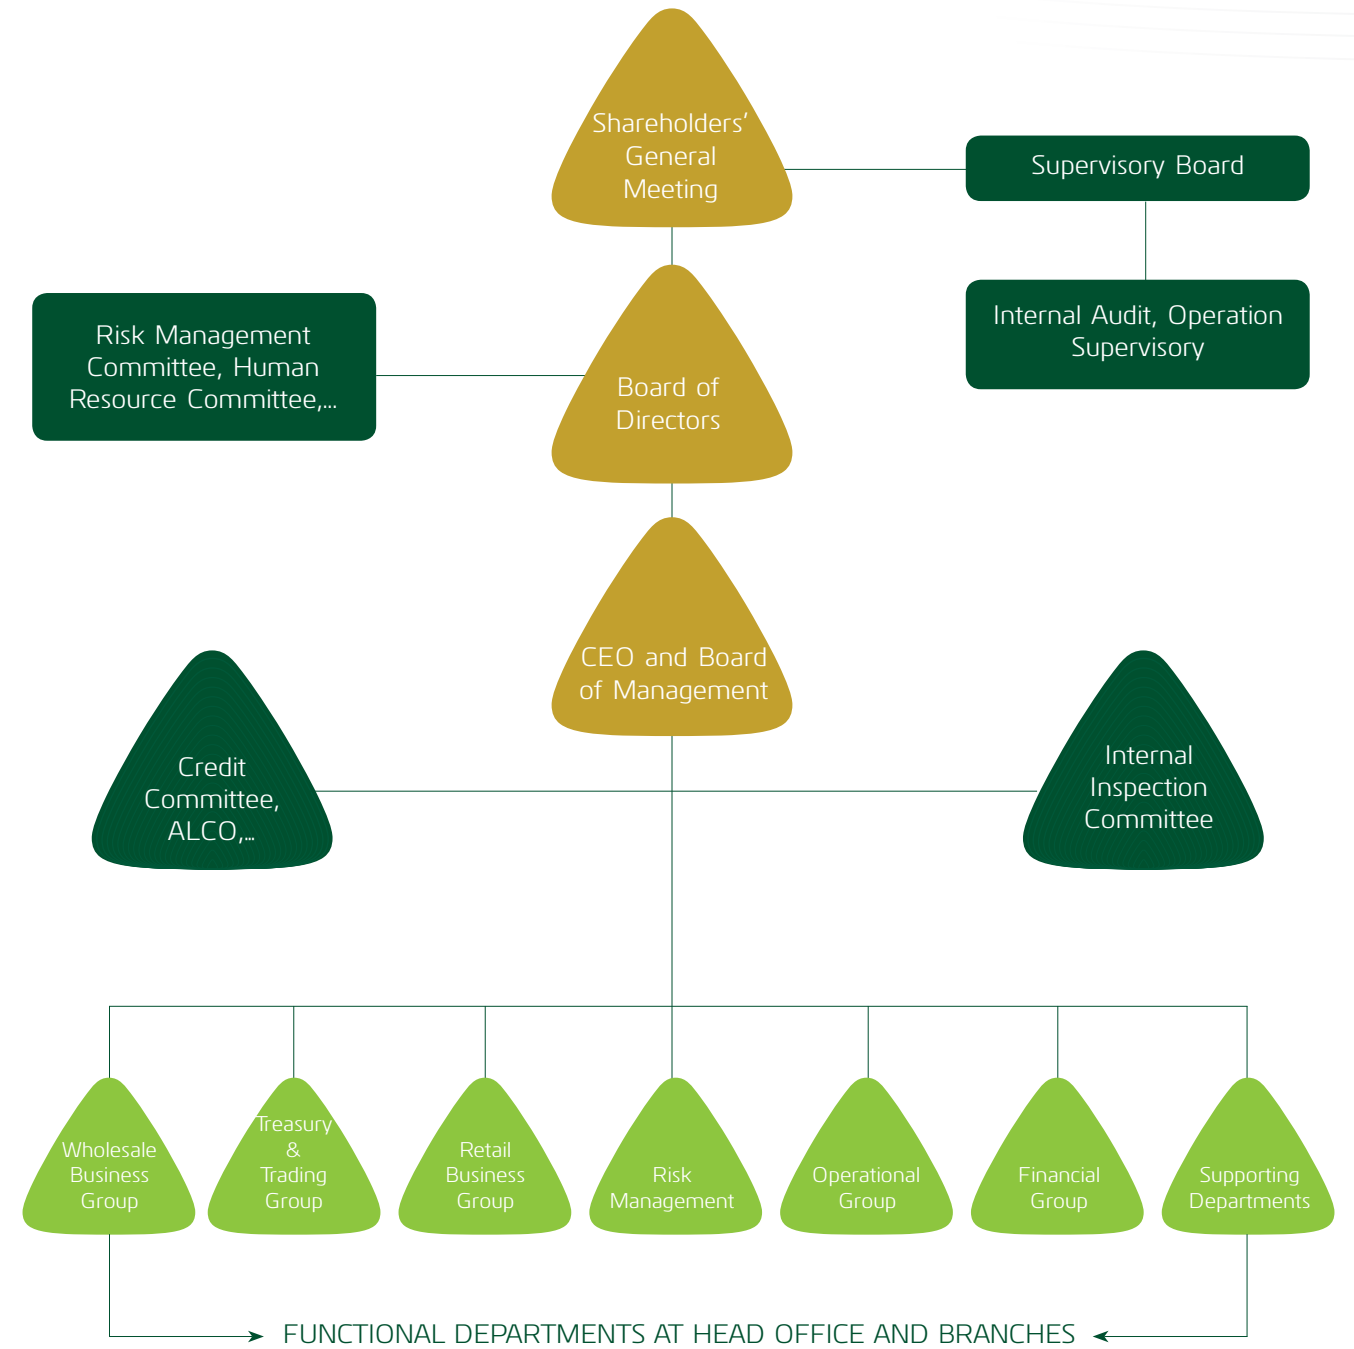 Shareholders'
General
Meeting
Supervisory Board
Internal Audit, Operation
Supervisory
Risk Management
Committee, Human
Resource Committee,...
Board of
Directors
CEO and Board
of Management
Credit
Committee,
ALCO,...
Internal
Inspection
Committee
Wholesale
Business
Group
Treasury
&
Trading
Group
Retail
Business
Group
Risk
Management
Operational
Group
Financial
Group
Supporting
Departments
FUNCTIONAL DEPARTMENTS AT HEAD OFFICE AND BRANCHES